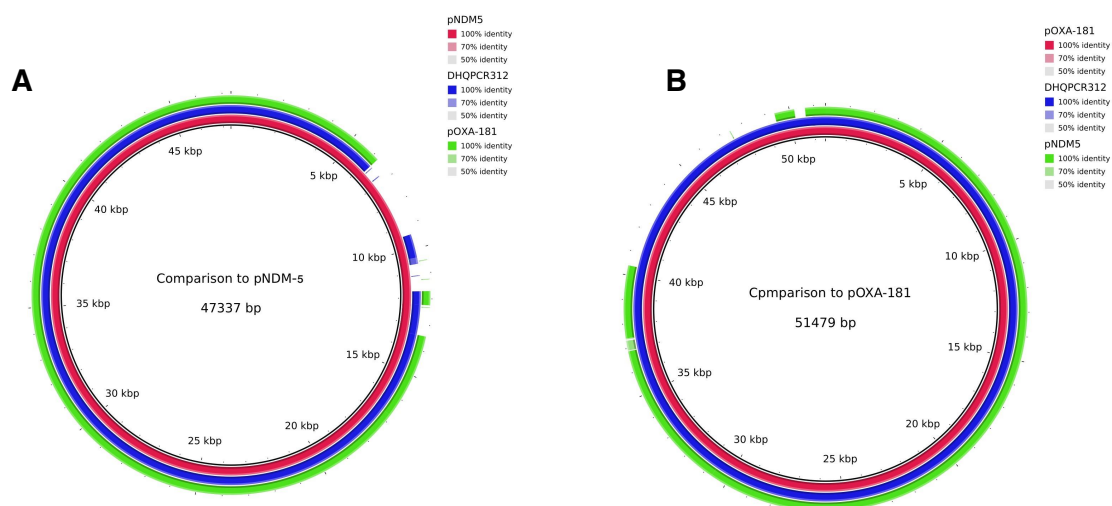 A
pNDM5
100% identity
70% identity
50% identity
DHQPCR312
100% identity
70% identity
50% identity
pOXA-181
100% identity
70% identity
50% identity
5 kbp
10 kbp
15 kbp
20 kbp
25 kbp
30 kbp
35 kbp
40 kbp
45 kbp
Comparison to pNDM-5
47337 bp
B
pOXA-181
100% identity
70% identity
50% identity
DHQPCR312
100% identity
70% identity
50% identity
pNDM5
100% identity
70% identity
50% identity
5 kbp
10 kbp
15 kbp
20 kbp
25 kbp
30 kbp
35 kbp
40 kbp
45 kbp
50 kbp
Cpmparison to pOXA-181
51479 bp